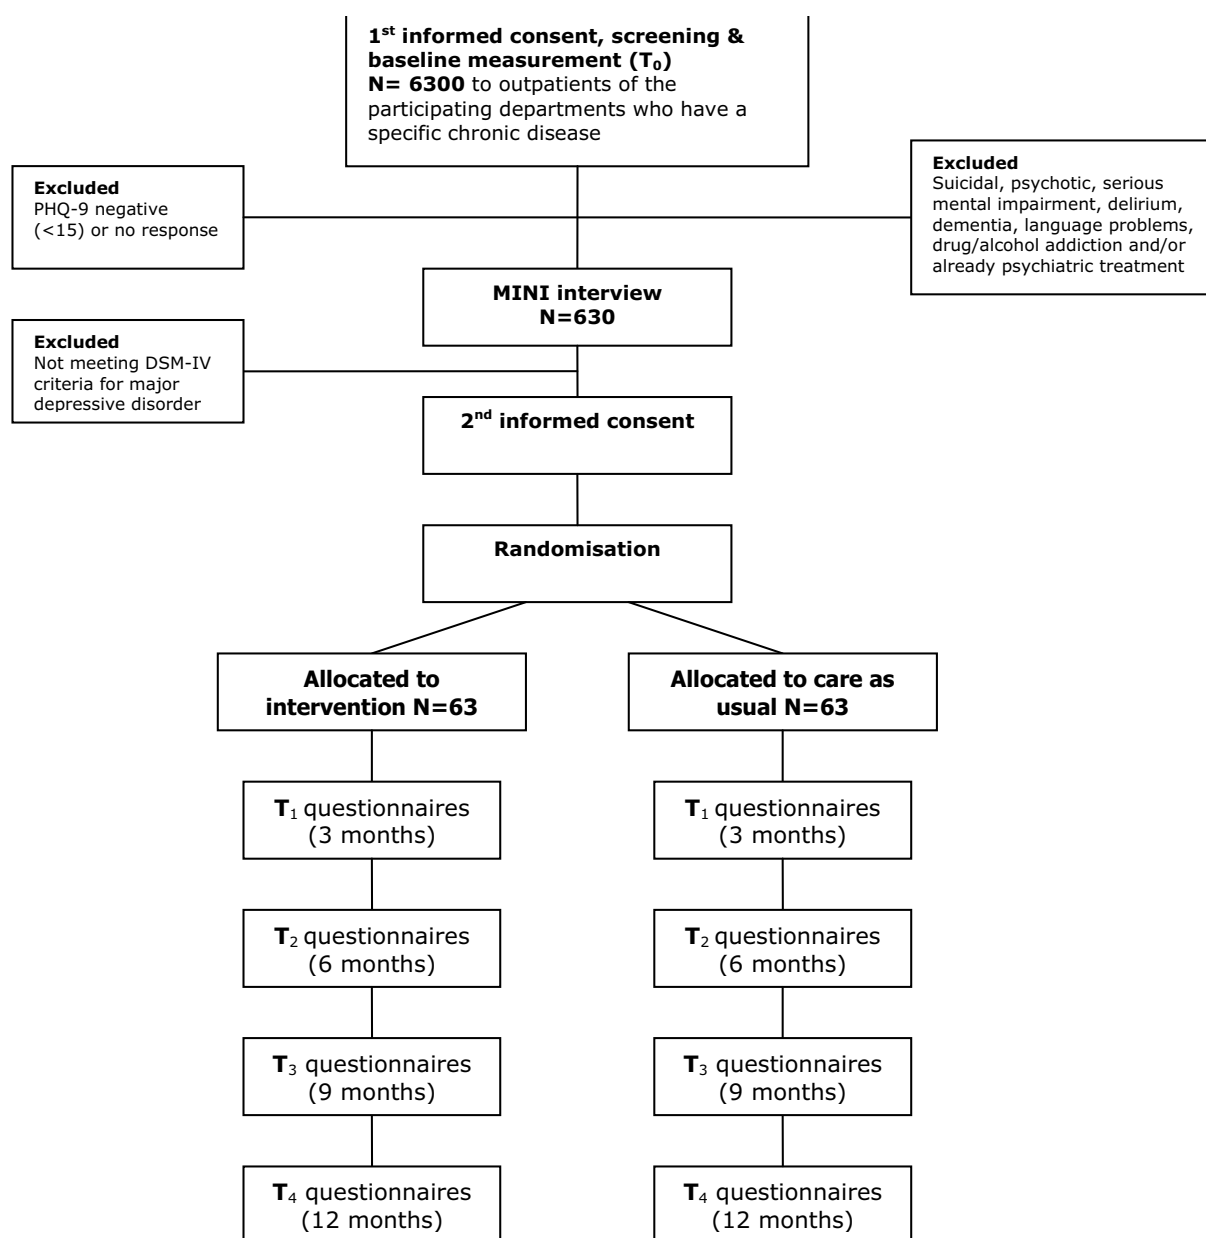 1st informed consent, screening &
baseline measurement (T0)
N= 6300 to outpatients of the
participating departments who have a
specific chronic disease
Excluded
PHQ-9 negative
(<15) or no response
Excluded
Suicidal, psychotic, serious
mental impairment, delirium,
dementia, language problems,
drug/alcohol addiction and/or
already psychiatric treatment
MINI interview
N=630
Excluded
Not meeting DSM-IV
criteria for major
depressive disorder
2nd informed consent
Randomisation
Allocated to
intervention N=63
Allocated to care as
usual N=63
T1 questionnaires
(3 months)
T1 questionnaires
(3 months)
T2 questionnaires
(6 months)
T2 questionnaires
(6 months)
T3 questionnaires
(9 months)
T3 questionnaires
(9 months)
T4 questionnaires
(12 months)
T4 questionnaires
(12 months)